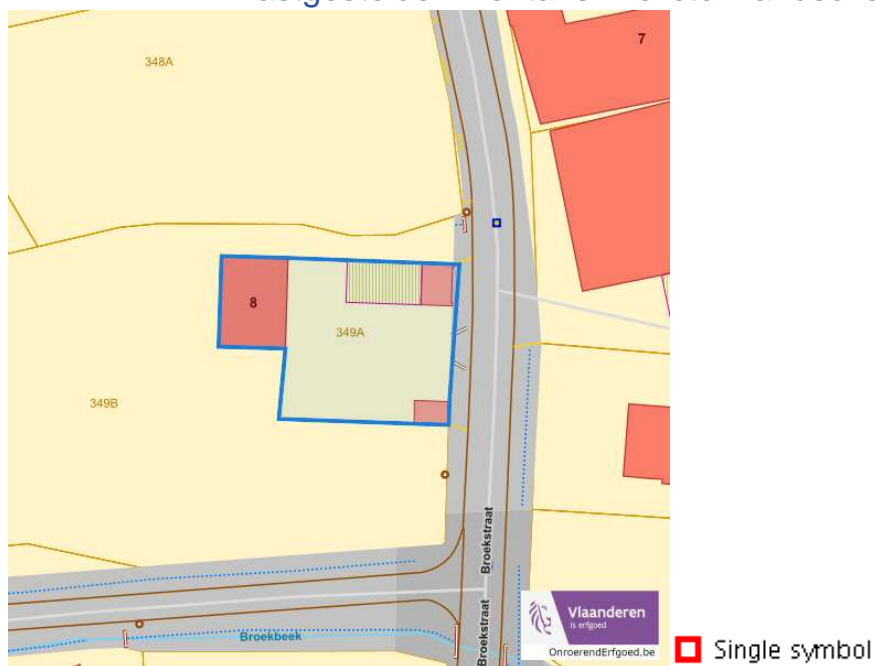 348A
7
8
349A
349B
Broekstraat
Broekstraat
Broekbeek
Vlaanderen
is erfgoed
OnroerendErfgoed.be
Single symbol